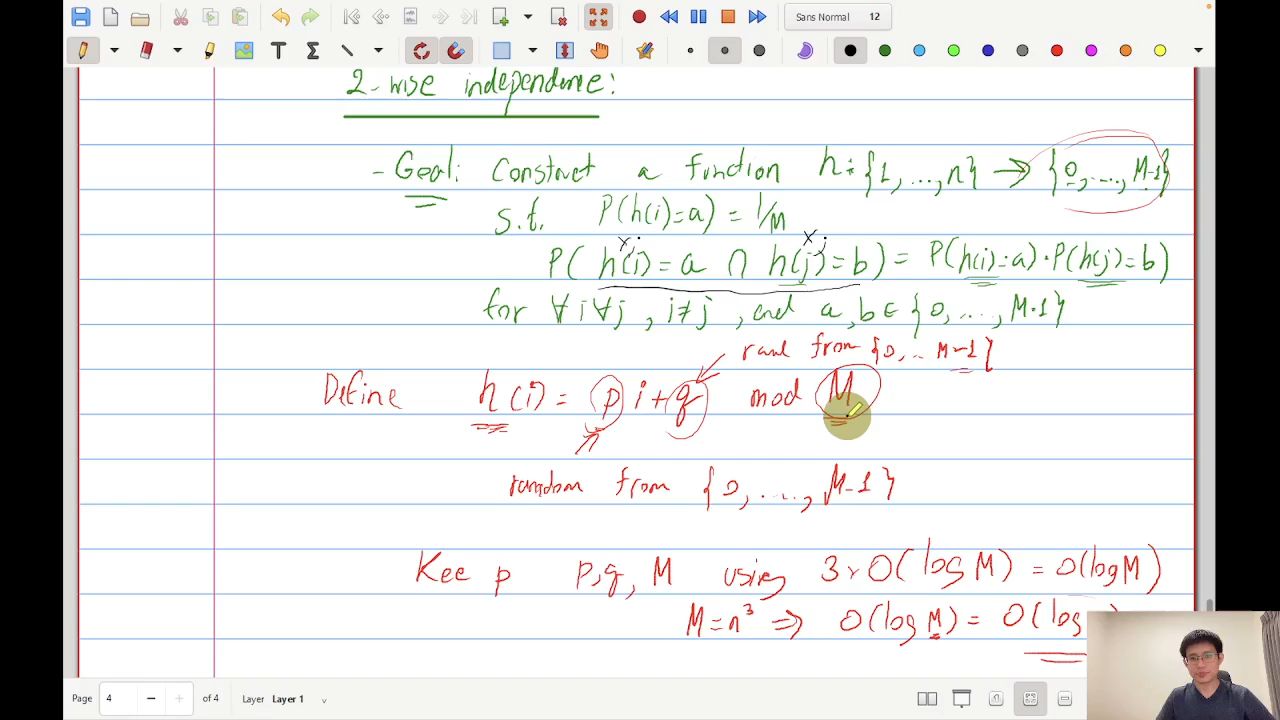 Sans Normal 12
2-wise independence:
- Goal: Construct a function h: {1, ..., n} → {0, ..., M-1}
s.t. P(h(i)=a) = 1/M
x i x j
P( h(i)=a ∩ h(j)=b ) = P(h(i)=a) · P(h(j)=b)
for ∀i ∀j , i≠j , and a, b ∈ {0, ..., M-1}
rand from {0, .. M-1}
Define h(i) = p i + q mod M
random from {0, ...., M-1}
Keep p, q, M using 3 x O(log M) = O(log M)
M = n³ ⇒ O(log M) = O(log
Page 4 of 4 Layer Layer 1